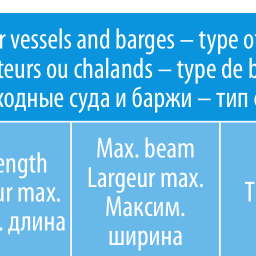 r vessels and barges – type o
teurs ou chalands – type de b
ходные суда и баржи – тип
ength
ur max.
. длина
Max. beam
Largeur max.
Максим.
ширина
T